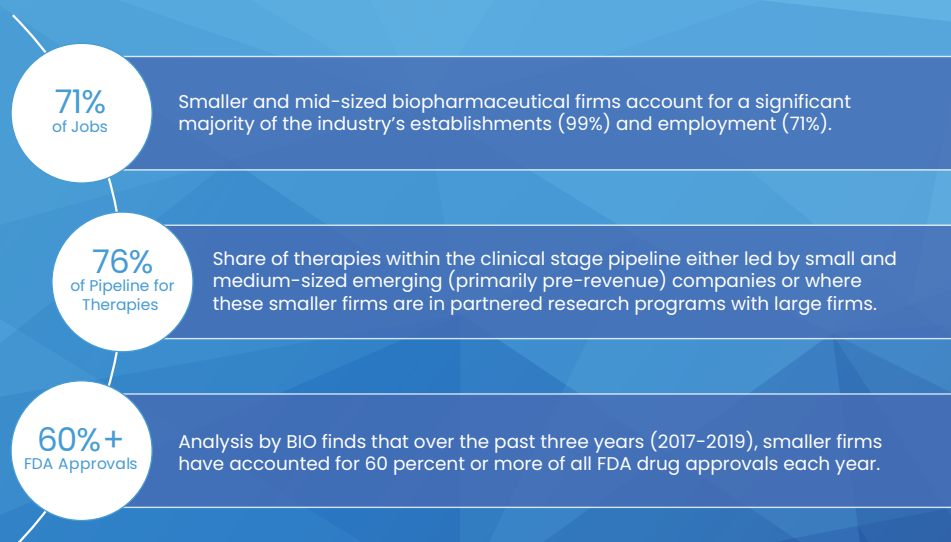 71%
of Jobs
Smaller and mid-sized biopharmaceutical firms account for a significant
majority of the industry's establishments (99%) and employment (71%).
76%
of Pipeline for
Therapies
Share of therapies within the clinical stage pipeline either led by small and
medium-sized emerging (primarily pre-revenue) companies or where
these smaller firms are in partnered research programs with large firms.
60%+
FDA Approvals
Analysis by BIO finds that over the past three years (2017-2019), smaller firms
have accounted for 60 percent or more of all FDA drug approvals each year.